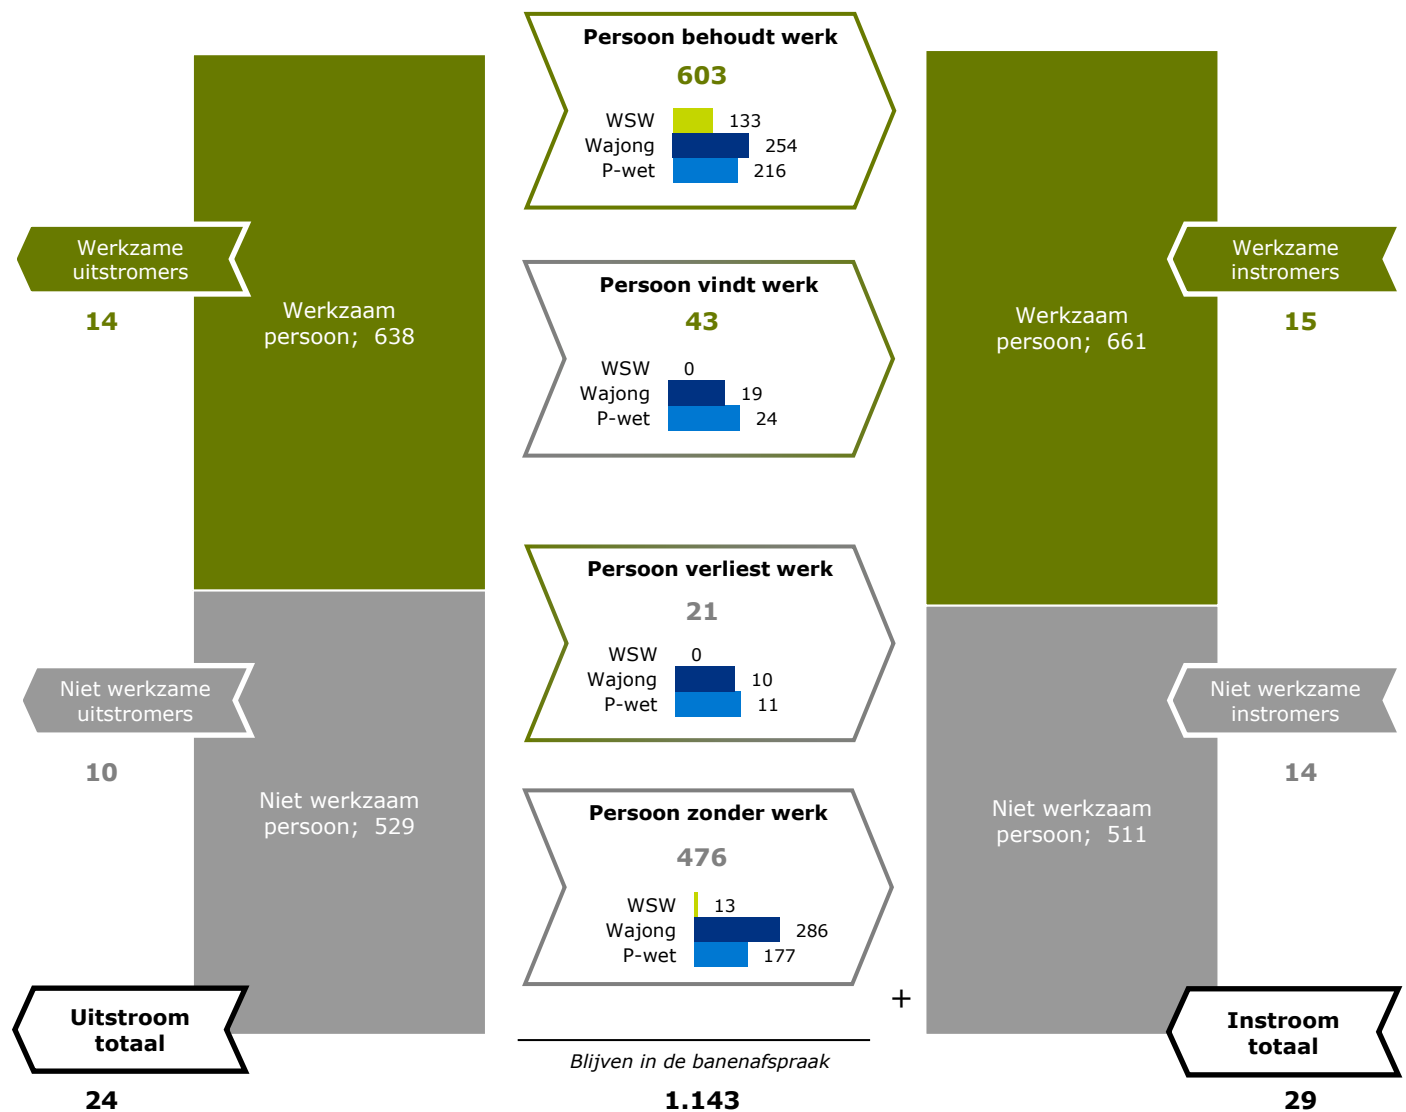 Werkzame
uitstromers
14
Werkzaam
persoon; 638
Niet werkzame
uitstromers
10
Niet werkzaam
persoon; 529
Uitstroom
totaal
24
Persoon behoudt werk
603
WSW 133
Wajong 254
P-wet 216
Persoon vindt werk
43
WSW 0
Wajong 19
P-wet 24
Persoon verliest werk
21
WSW 0
Wajong 10
P-wet 11
Persoon zonder werk
476
WSW 13
Wajong 286
P-wet 177
+
Blijven in de banenafspraak
1.143
Werkzaam
persoon; 661
Werkzame
instromers
15
Niet werkzame
instromers
14
Niet werkzaam
persoon; 511
Instroom
totaal
29